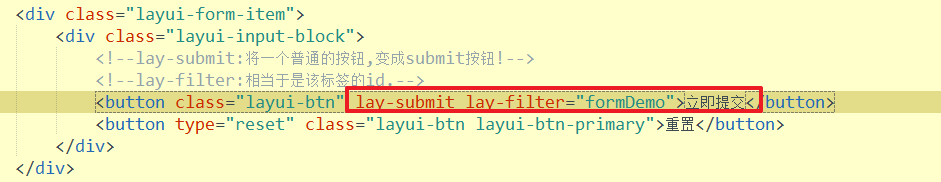 <div class="layui-form-item">
<div class="layui-input-block">
<!--lay-submit:将一个普通的按钮,变成submit按钮!-->
<!--lay-filter:相当于是该标签的id.-->
<button class="layui-btn" lay-submit lay-filter="formDemo">立即提交</button>
<button type="reset" class="layui-btn layui-btn-primary">重置</button>
</div>
</div>